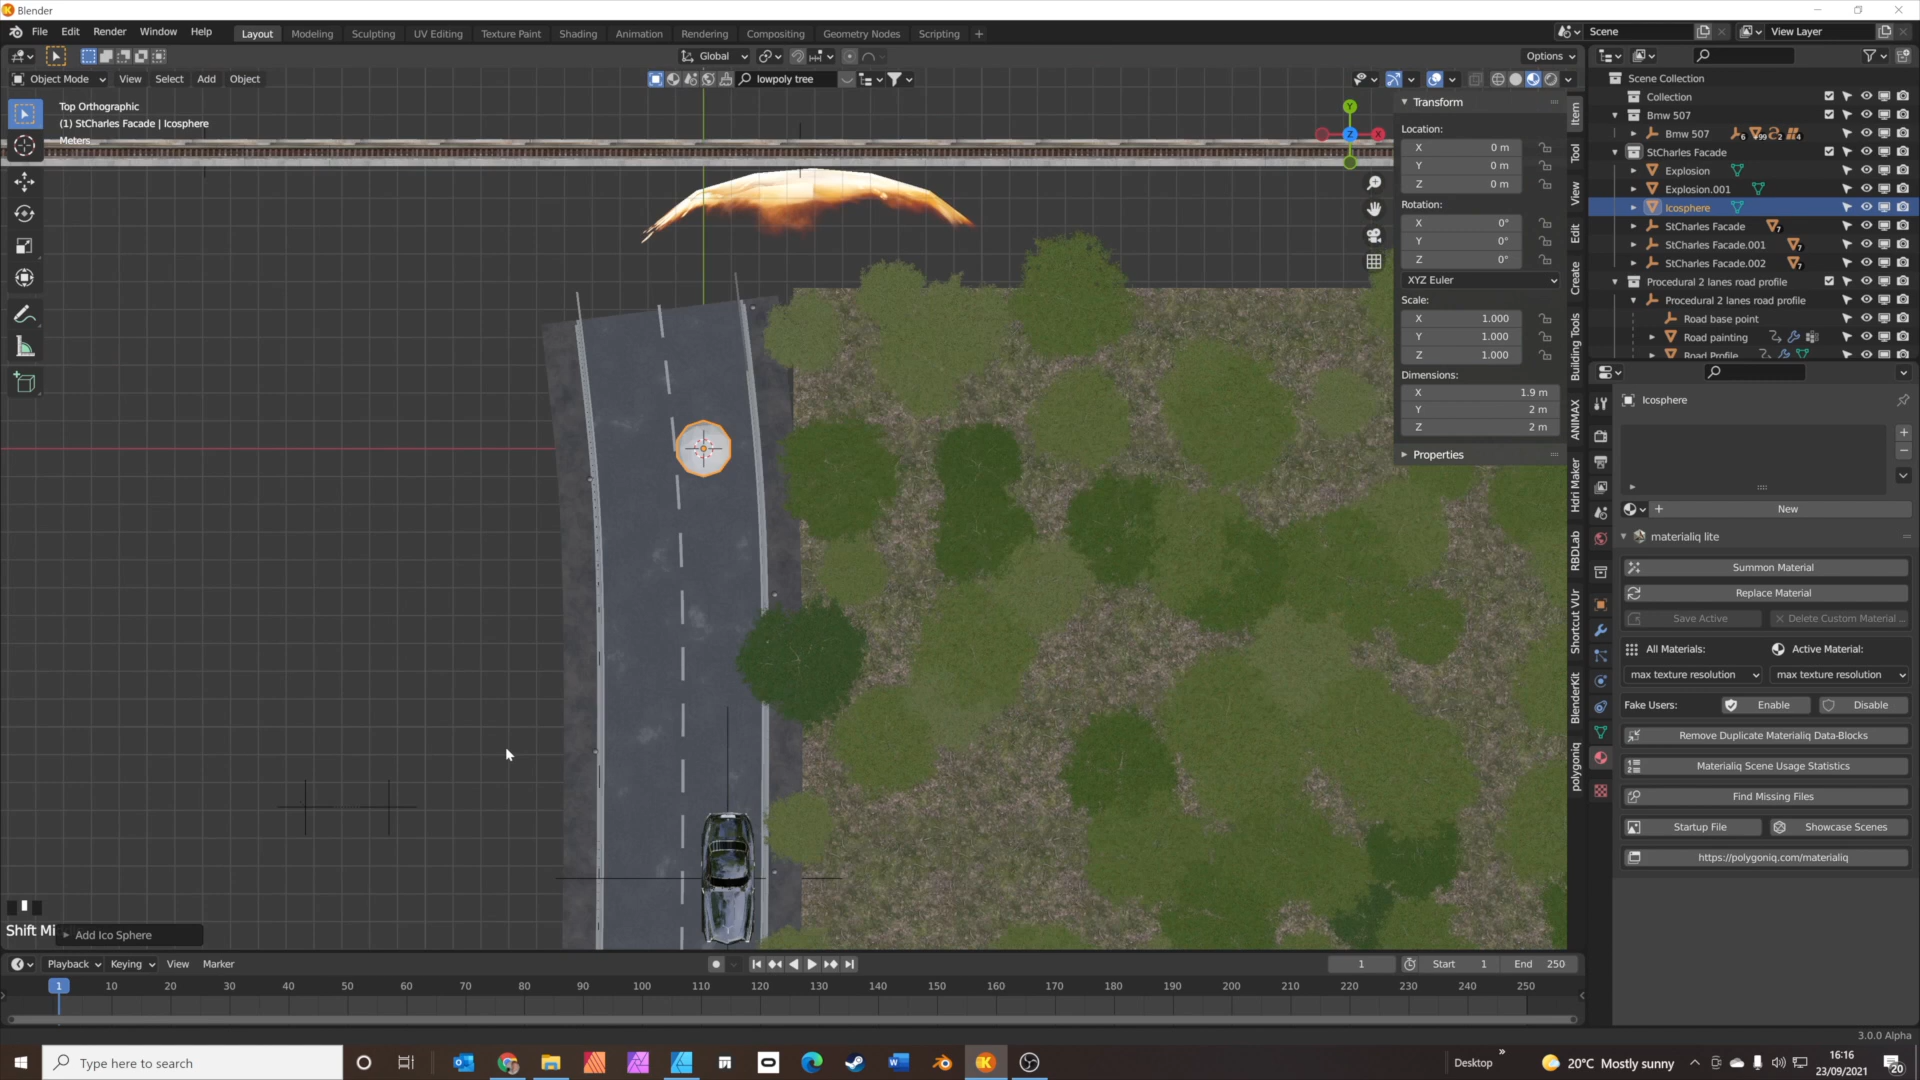 Blender
File Edit Render Window Help
Layout Modeling Sculpting UV Editing Texture Paint Shading Animation Rendering Compositing Geometry Nodes Scripting +
Scene
View Layer
Global
Options
Object Mode View Select Add Object
lowpoly tree
Top Orthographic
(1) StCharles Facade | Icosphere
Meters
Y
Z
X
Transform
Location:
X 0 m
Y 0 m
Z 0 m
Rotation:
X 0°
Y 0°
Z 0°
XYZ Euler
Scale:
X 1.000
Y 1.000
Z 1.000
Dimensions:
X 1.9 m
Y 2 m
Z 2 m
Properties
Item
Tool
View
Edit
Create
Building Tools
ANIMAX
Hdri Maker
RBDLab
Shortcut VUr
BlenderKit
polygoniq
Scene Collection
Collection
Bmw 507
Bmw 507 6 99 2 4
StCharles Facade
Explosion
Explosion.001
Icosphere
StCharles Facade 7
StCharles Facade.001 7
StCharles Facade.002 7
Procedural 2 lanes road profile
Procedural 2 lanes road profile
Road base point
Road painting
Road Profile
Icosphere
New
materialiq lite
Summon Material
Replace Material
Save Active Delete Custom Material ...
All Materials: Active Material:
max texture resolution max texture resolution
Fake Users: Enable Disable
Remove Duplicate Materialiq Data-Blocks
Materialiq Scene Usage Statistics
Find Missing Files
Startup File Showcase Scenes
https://polygoniq.com/materialiq
Shift Mi
Add Ico Sphere
Playback Keying View Marker
1 Start 1 End 250
1 10 20 30 40 50 60 70 80 90 100 110 120 130 140 150 160 170 180 190 200 210 220 230 240 250
3.0.0 Alpha
Type here to search
Desktop
20°C Mostly sunny
16:16
23/09/2021
20